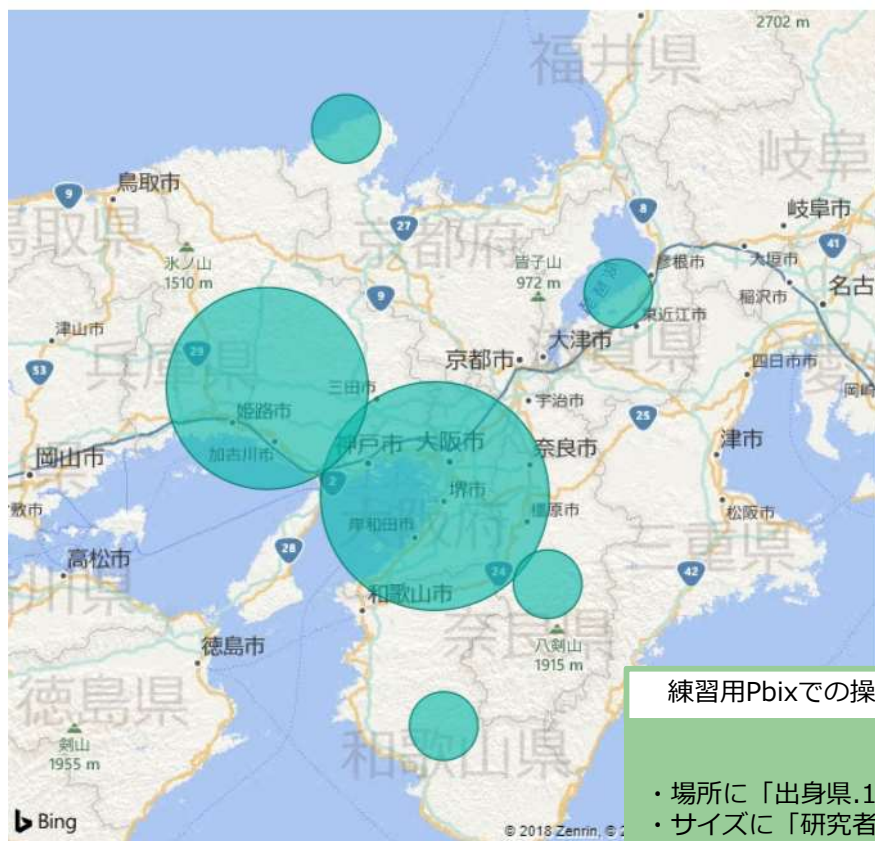 2702 m
福井県
岐阜
鳥取市
9
8
岐阜市
27
京都府
41
鳥取県
氷ノ山
1510 m
皆子山
972 m
彦根市
大垣市
9
稲沢市
名古
東近江市
津山市
大津市
京都市
滋賀県
四日市市
53
兵庫県
29
三田市
宇治市
岡崎
姫路市
25
岡山市
加古川市
神戸市
大阪市
奈良市
津市
2
堺市
大阪府
橿原市
松阪市
岸和田市
三重県
28
24
42
高松市
和歌山市
奈良県
徳島市
八剣山
1915 m
徳島県
剣山
1955 m
和歌山県
Bing
© 2018 Zenrin, ©
練習用Pbixでの操
・場所に「出身県.1
・サイズに「研究者